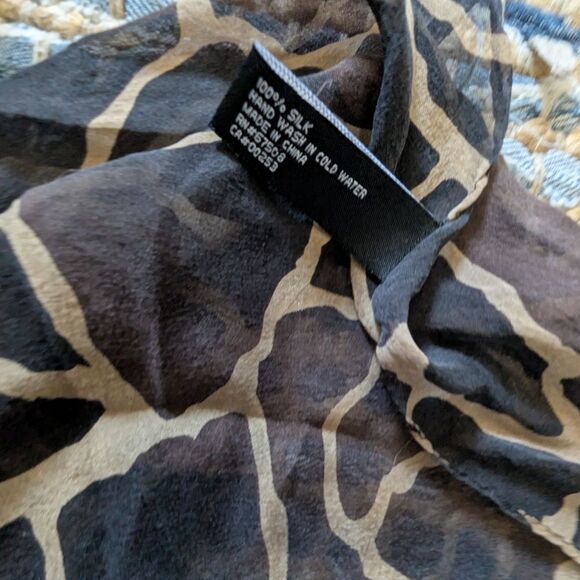 100% SILK
HAND WASH IN COLD WATER
MADE IN CHINA
RN#67508
CA#00253